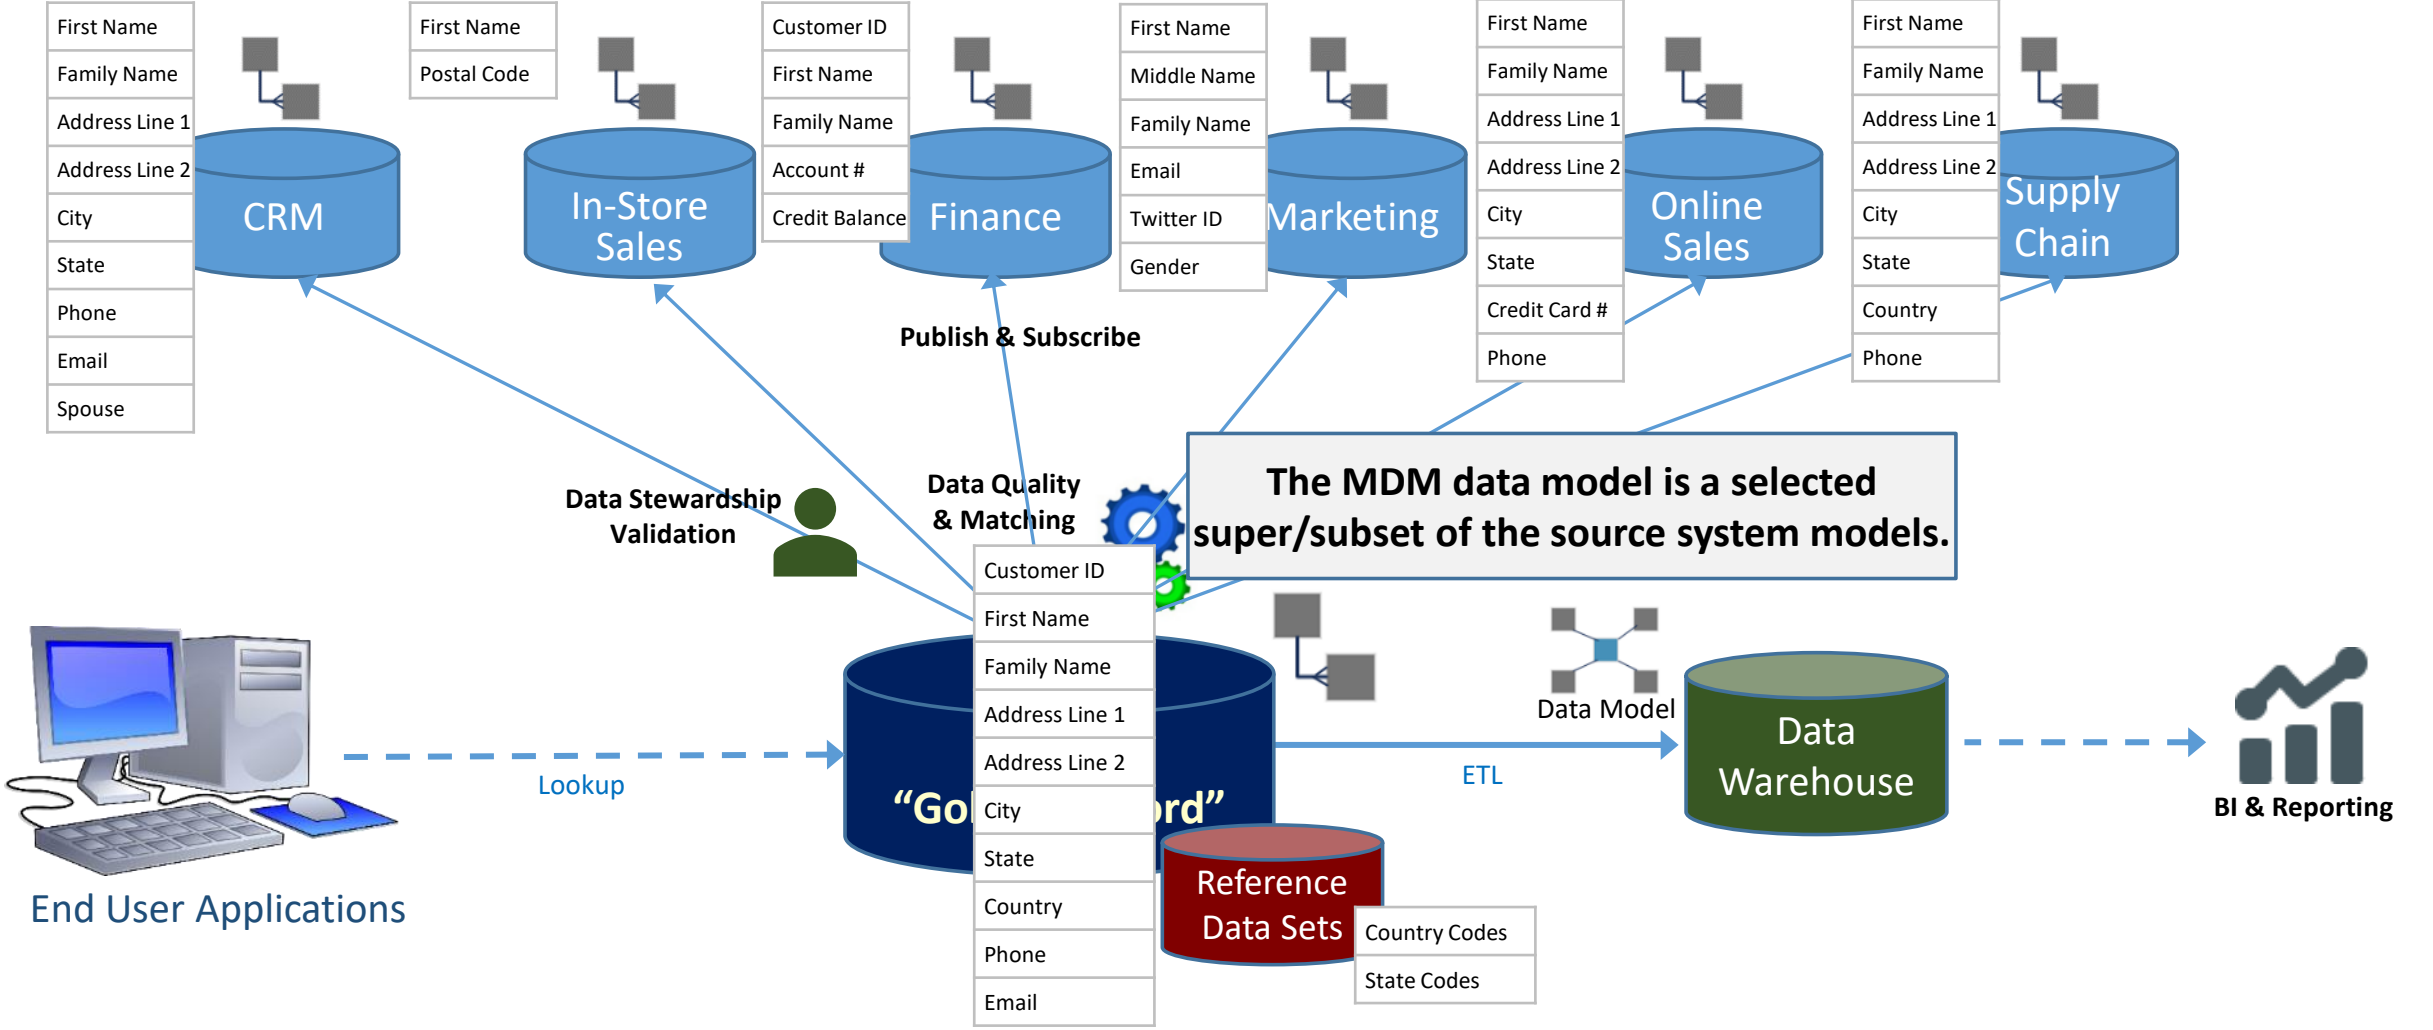 First Name
Family Name
Address Line 1
Address Line 2
City
State
Phone
Email
Spouse
CRM
First Name
Postal Code
In-Store
Sales
Customer ID
First Name
Family Name
Account #
Credit Balance
Finance
First Name
Middle Name
Family Name
Email
Twitter ID
Gender
Marketing
First Name
Family Name
Address Line 1
Address Line 2
City
State
Credit Card #
Phone
Online
Sales
First Name
Family Name
Address Line 1
Address Line 2
City
State
Country
Phone
Supply
Chain
Publish & Subscribe
Data Stewardship
Validation
Data Quality
& Matching
The MDM data model is a selected
super/subset of the source system models.
End User Applications
Lookup
Customer ID
First Name
Family Name
Address Line 1
Address Line 2
City
State
Country
Phone
Email
“Gol
ord”
Reference
Data Sets
Country Codes
State Codes
ETL
Data Model
Data
Warehouse
BI & Reporting